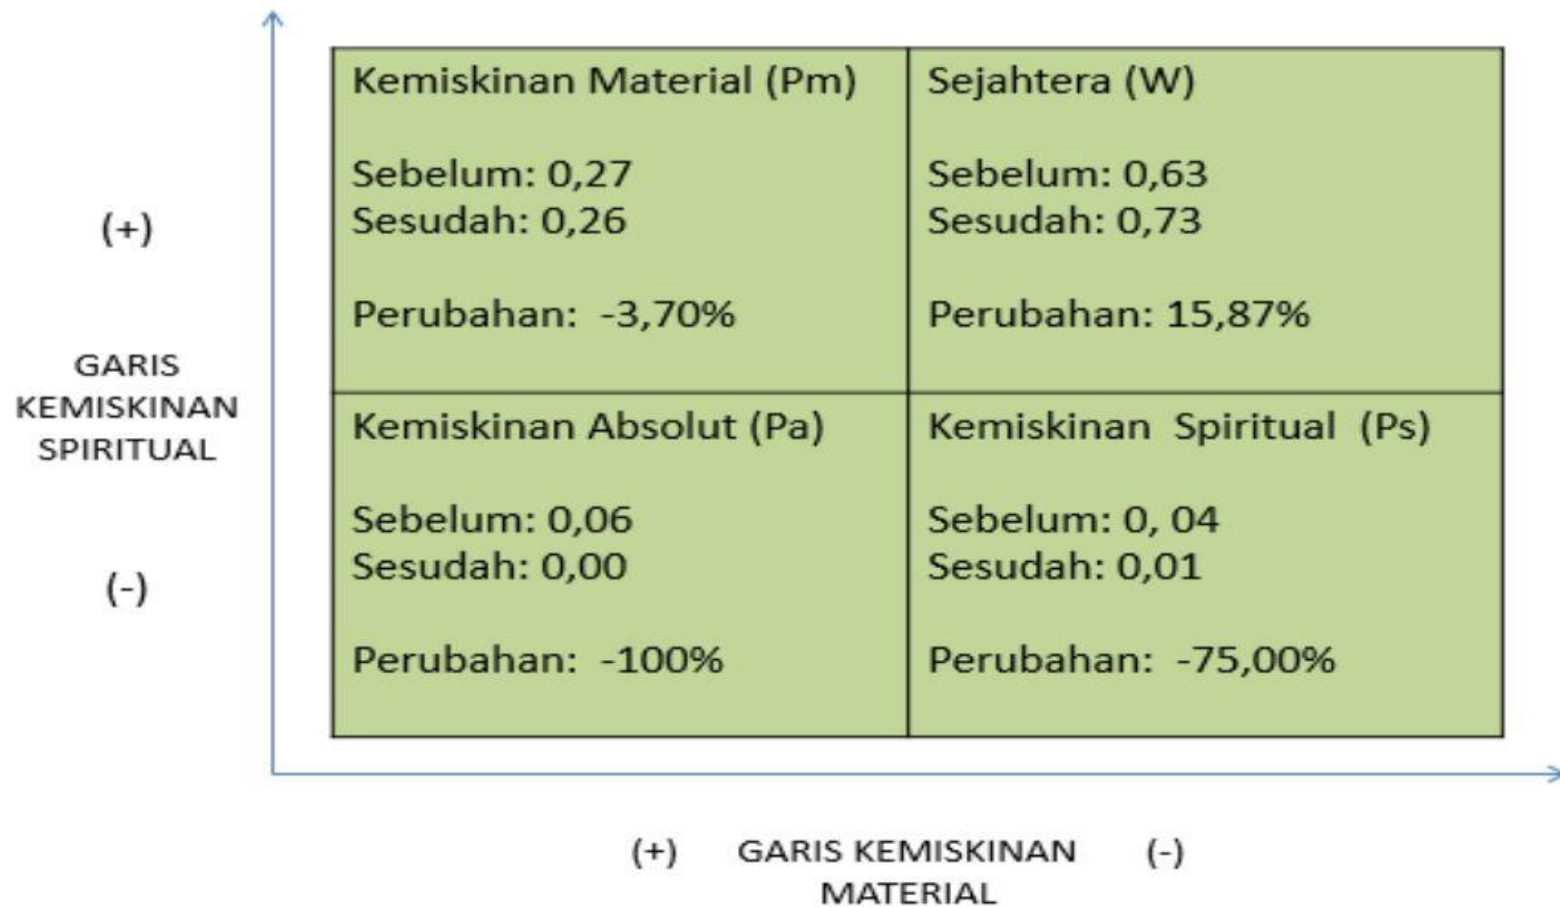 Kemiskinan Material (Pm)
Sebelum: 0,27
Sesudah: 0,26
Perubahan: -3,70%
Sejahtera (W)
Sebelum: 0,63
Sesudah: 0,73
Perubahan: 15,87%
(+)
GARIS
KEMISKINAN
SPIRITUAL
(-)
Kemiskinan Absolut (Pa)
Sebelum: 0,06
Sesudah: 0,00
Perubahan: -100%
Kemiskinan Spiritual (Ps)
Sebelum: 0, 04
Sesudah: 0,01
Perubahan: -75,00%
(+) GARIS KEMISKINAN (-)
MATERIAL